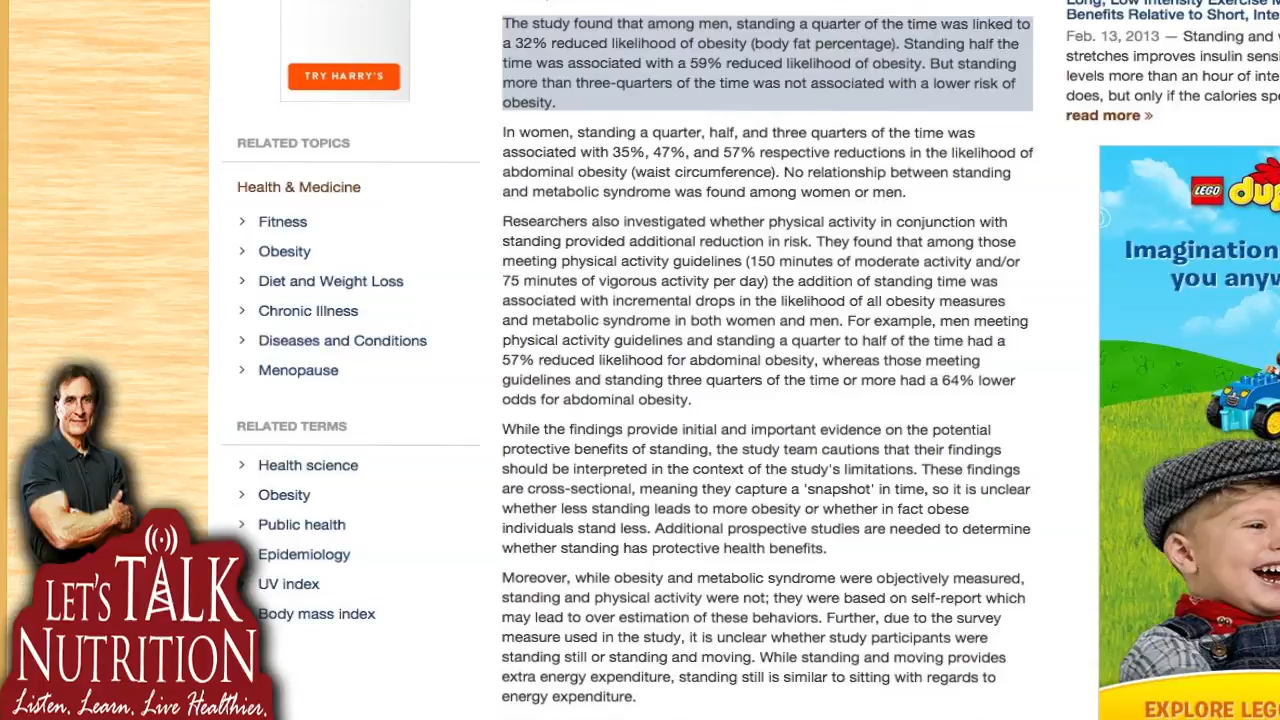 TRY HARRY'S
RELATED TOPICS
Health & Medicine
> Fitness
> Obesity
> Diet and Weight Loss
> Chronic Illness
> Diseases and Conditions
> Menopause
RELATED TERMS
> Health science
> Obesity
> Public health
Epidemiology
UV index
Body mass index
LET'S TALK
NUTRITION
Listen. Learn. Live Healthier.
The study found that among men, standing a quarter of the time was linked to
a 32% reduced likelihood of obesity (body fat percentage). Standing half the
time was associated with a 59% reduced likelihood of obesity. But standing
more than three-quarters of the time was not associated with a lower risk of
obesity.
In women, standing a quarter, half, and three quarters of the time was
associated with 35%, 47%, and 57% respective reductions in the likelihood of
abdominal obesity (waist circumference). No relationship between standing
and metabolic syndrome was found among women or men.
Researchers also investigated whether physical activity in conjunction with
standing provided additional reduction in risk. They found that among those
meeting physical activity guidelines (150 minutes of moderate activity and/or
75 minutes of vigorous activity per day) the addition of standing time was
associated with incremental drops in the likelihood of all obesity measures
and metabolic syndrome in both women and men. For example, men meeting
physical activity guidelines and standing a quarter to half of the time had a
57% reduced likelihood for abdominal obesity, whereas those meeting
guidelines and standing three quarters of the time or more had a 64% lower
odds for abdominal obesity.
While the findings provide initial and important evidence on the potential
protective benefits of standing, the study team cautions that their findings
should be interpreted in the context of the study's limitations. These findings
are cross-sectional, meaning they capture a 'snapshot' in time, so it is unclear
whether less standing leads to more obesity or whether in fact obese
individuals stand less. Additional prospective studies are needed to determine
whether standing has protective health benefits.
Moreover, while obesity and metabolic syndrome were objectively measured,
standing and physical activity were not; they were based on self-report which
may lead to over estimation of these behaviors. Further, due to the survey
measure used in the study, it is unclear whether study participants were
standing still or standing and moving. While standing and moving provides
extra energy expenditure, standing still is similar to sitting with regards to
energy expenditure.
Benefits Relative to Short, Inte
Feb. 13, 2013 — Standing and
stretches improves insulin sens
levels more than an hour of inte
does, but only if the calories spe
read more »
LEGO
Imagination
you anyw
EXPLORE LEG